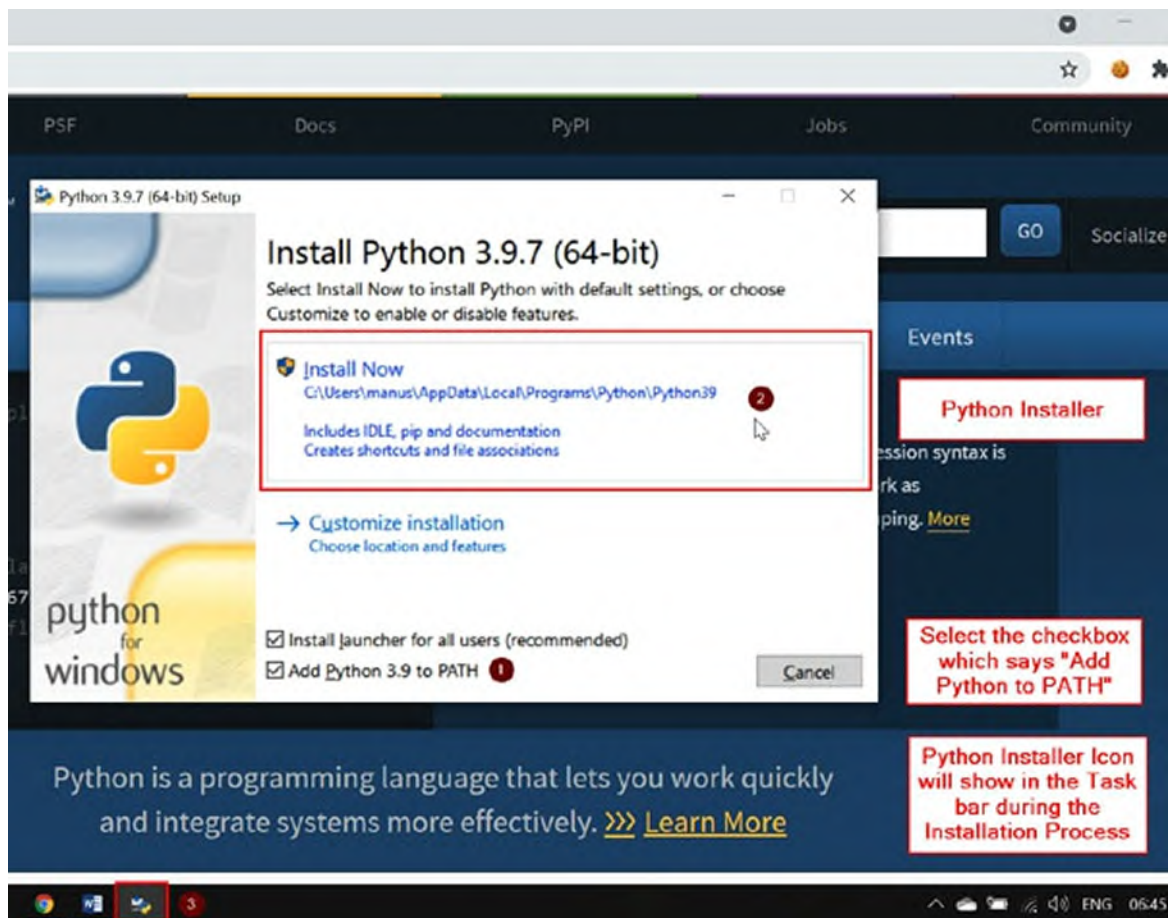 PSF Docs PyPI Jobs Community
Python 3.9.7 (64-bit) Setup
Install Python 3.9.7 (64-bit)
Select Install Now to install Python with default settings, or choose
Customize to enable or disable features.
Install Now
C:\Users\manus\AppData\Local\Programs\Python\Python39
2
Includes IDLE, pip and documentation
Creates shortcuts and file associations
Customize installation
Choose location and features
Install launcher for all users (recommended)
Add Python 3.9 to PATH 1
Cancel
python
for
windows
GO Socialize
Events
Python Installer
ession syntax is
rk as
ping. More
67
Select the checkbox
which says "Add
Python to PATH"
Python Installer Icon
will show in the Task
bar during the
Installation Process
Python is a programming language that lets you work quickly
and integrate systems more effectively. >>> Learn More
3
ENG 06:45